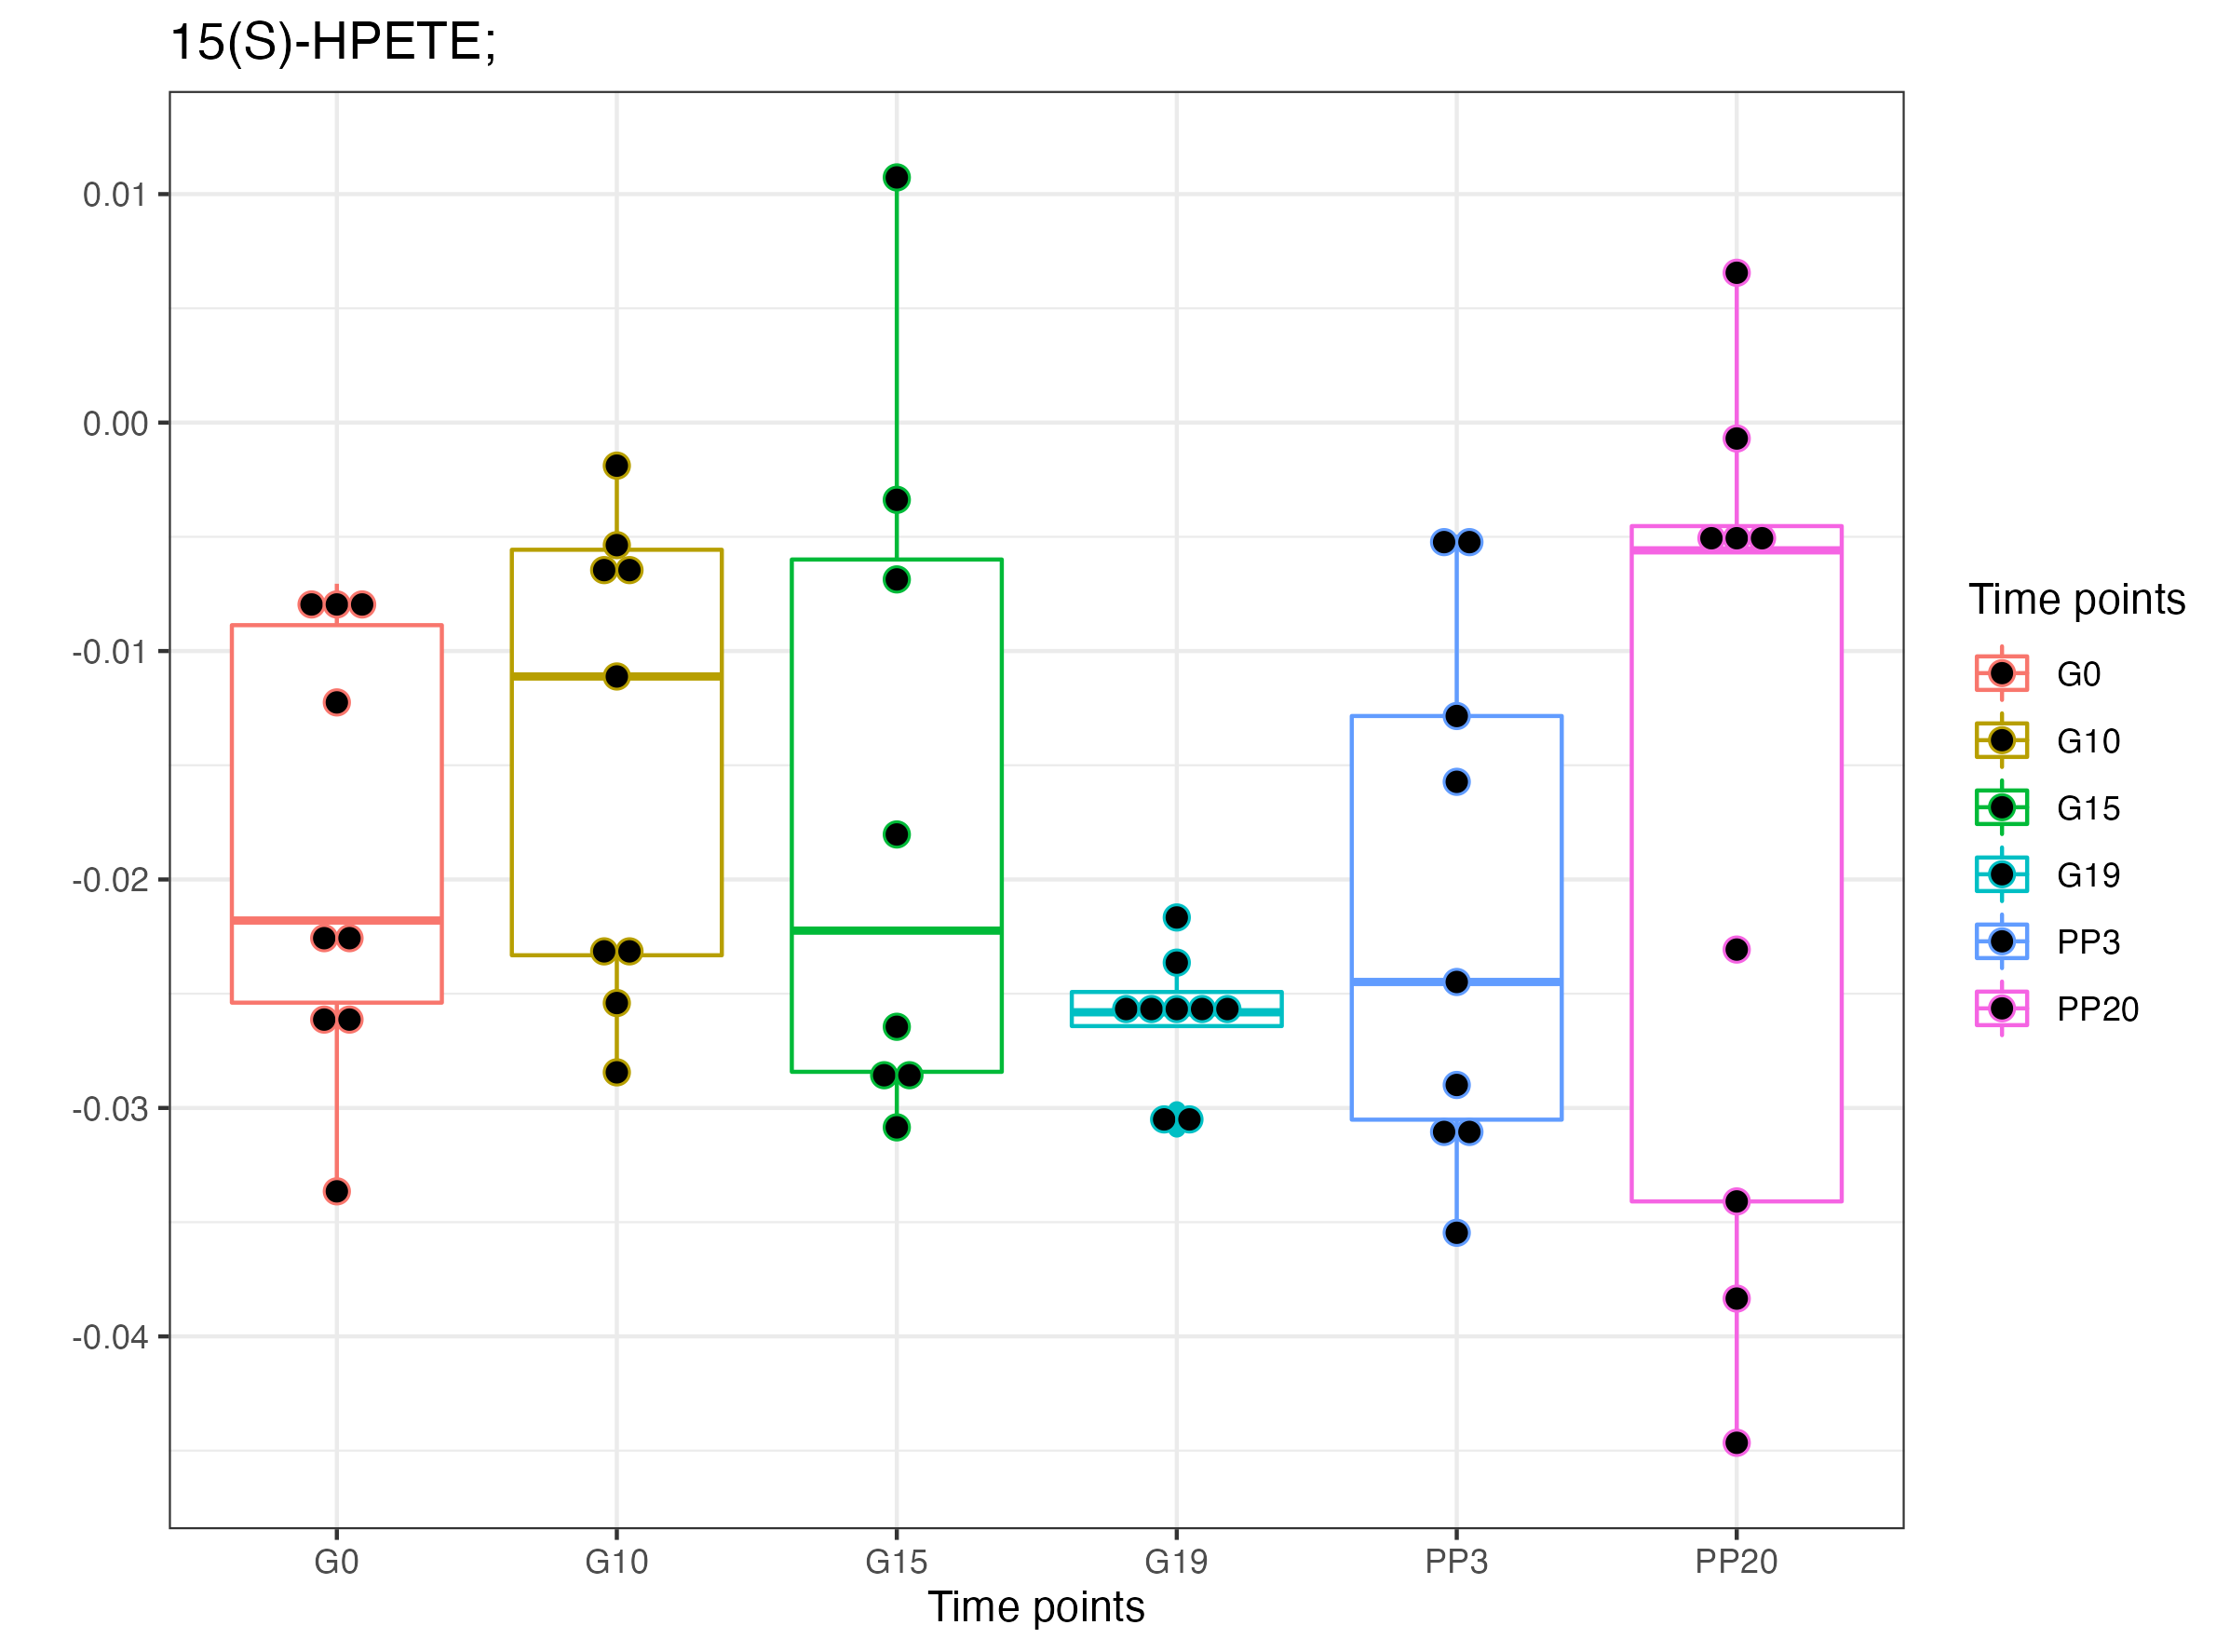 15(S)-HPETE;
0.01
0.00
-0.01
-0.02
-0.03
-0.04
G0 G10 G15 G19 PP3 PP20
Time points
Time points
G0
G10
G15
G19
PP3
PP20